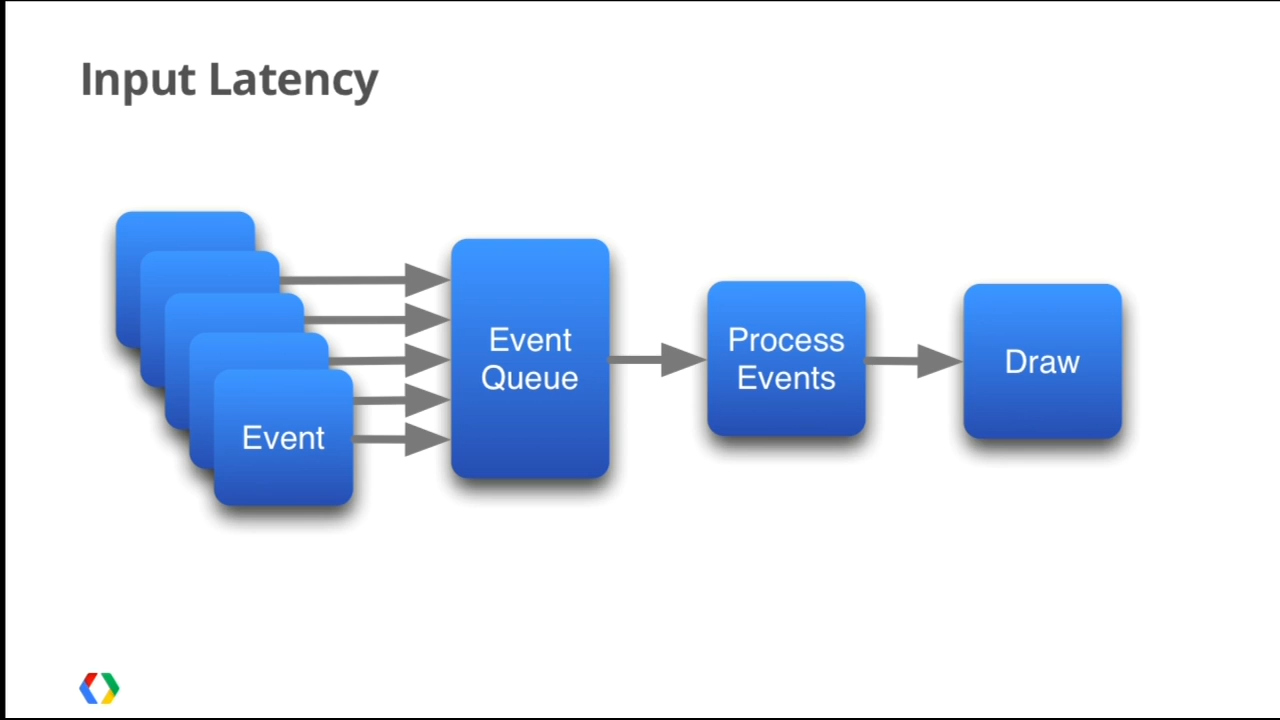 Input Latency
Event
Event
Queue
Process
Events
Draw